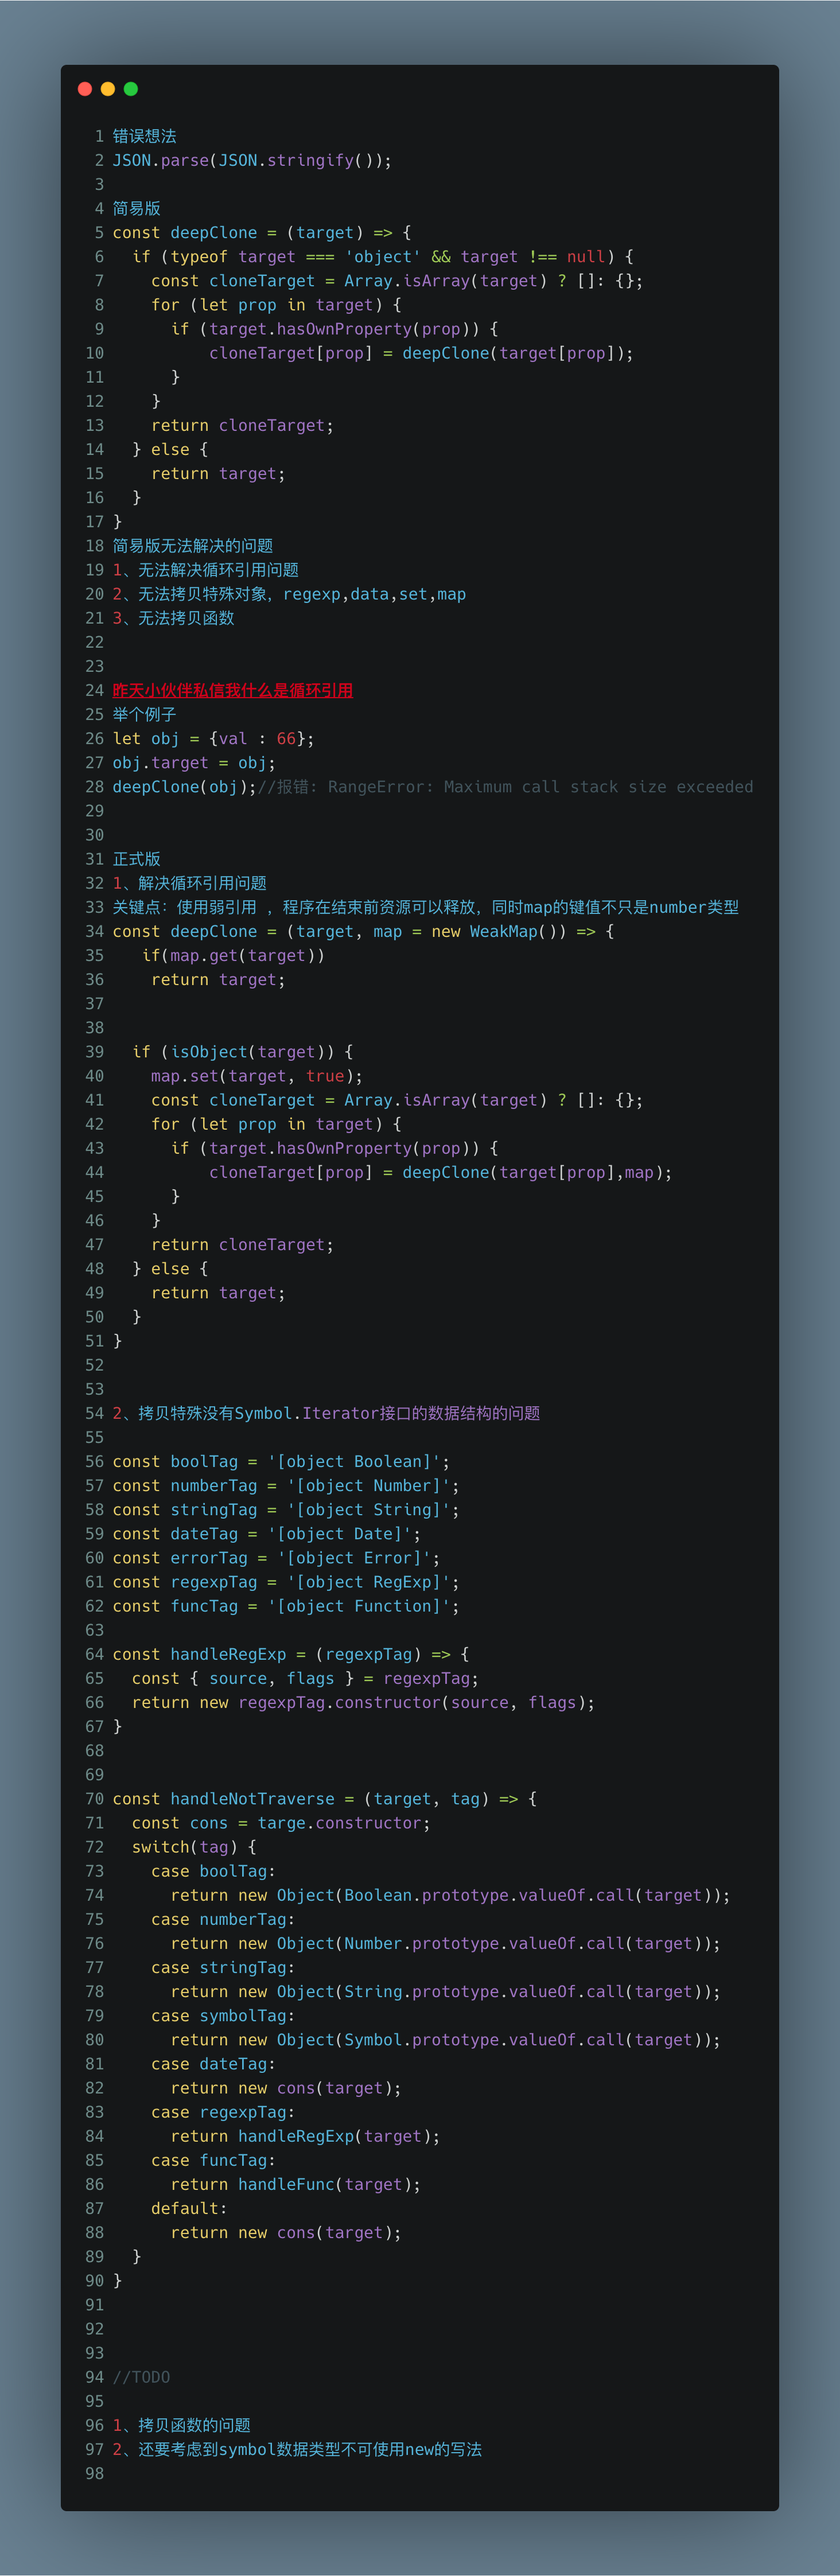 1 错误想法
2 JSON.parse(JSON.stringify());
3
4 简易版
5 const deepClone = (target) => {
6   if (typeof target === 'object' && target !== null) {
7     const cloneTarget = Array.isArray(target) ? []: {};
8     for (let prop in target) {
9       if (target.hasOwnProperty(prop)) {
10           cloneTarget[prop] = deepClone(target[prop]);
11       }
12     }
13     return cloneTarget;
14   } else {
15     return target;
16   }
17 }
18 简易版无法解决的问题
19 1、无法解决循环引用问题
20 2、无法拷贝特殊对象，regexp,data,set,map
21 3、无法拷贝函数
22
23
24 昨天小伙伴私信我什么是循环引用
25 举个例子
26 let obj = {val : 66};
27 obj.target = obj;
28 deepClone(obj);//报错: RangeError: Maximum call stack size exceeded
29
30
31 正式版
32 1、解决循环引用问题
33 关键点：使用弱引用 ，程序在结束前资源可以释放，同时map的键值不只是number类型
34 const deepClone = (target, map = new WeakMap()) => {
35    if(map.get(target))
36     return target;
37
38
39   if (isObject(target)) {
40     map.set(target, true);
41     const cloneTarget = Array.isArray(target) ? []: {};
42     for (let prop in target) {
43       if (target.hasOwnProperty(prop)) {
44           cloneTarget[prop] = deepClone(target[prop],map);
45       }
46     }
47     return cloneTarget;
48   } else {
49     return target;
50   }
51 }
52
53
54 2、拷贝特殊没有Symbol.Iterator接口的数据结构的问题
55
56 const boolTag = '[object Boolean]';
57 const numberTag = '[object Number]';
58 const stringTag = '[object String]';
59 const dateTag = '[object Date]';
60 const errorTag = '[object Error]';
61 const regexpTag = '[object RegExp]';
62 const funcTag = '[object Function]';
63
64 const handleRegExp = (regexpTag) => {
65   const { source, flags } = regexpTag;
66   return new regexpTag.constructor(source, flags);
67 }
68
69
70 const handleNotTraverse = (target, tag) => {
71   const cons = targe.constructor;
72   switch(tag) {
73     case boolTag:
74       return new Object(Boolean.prototype.valueOf.call(target));
75     case numberTag:
76       return new Object(Number.prototype.valueOf.call(target));
77     case stringTag:
78       return new Object(String.prototype.valueOf.call(target));
79     case symbolTag:
80       return new Object(Symbol.prototype.valueOf.call(target));
81     case dateTag:
82       return new cons(target);
83     case regexpTag:
84       return handleRegExp(target);
85     case funcTag:
86       return handleFunc(target);
87     default:
88       return new cons(target);
89   }
90 }
91
92
93
94 //TODO
95
96 1、拷贝函数的问题
97 2、还要考虑到symbol数据类型不可使用new的写法
98